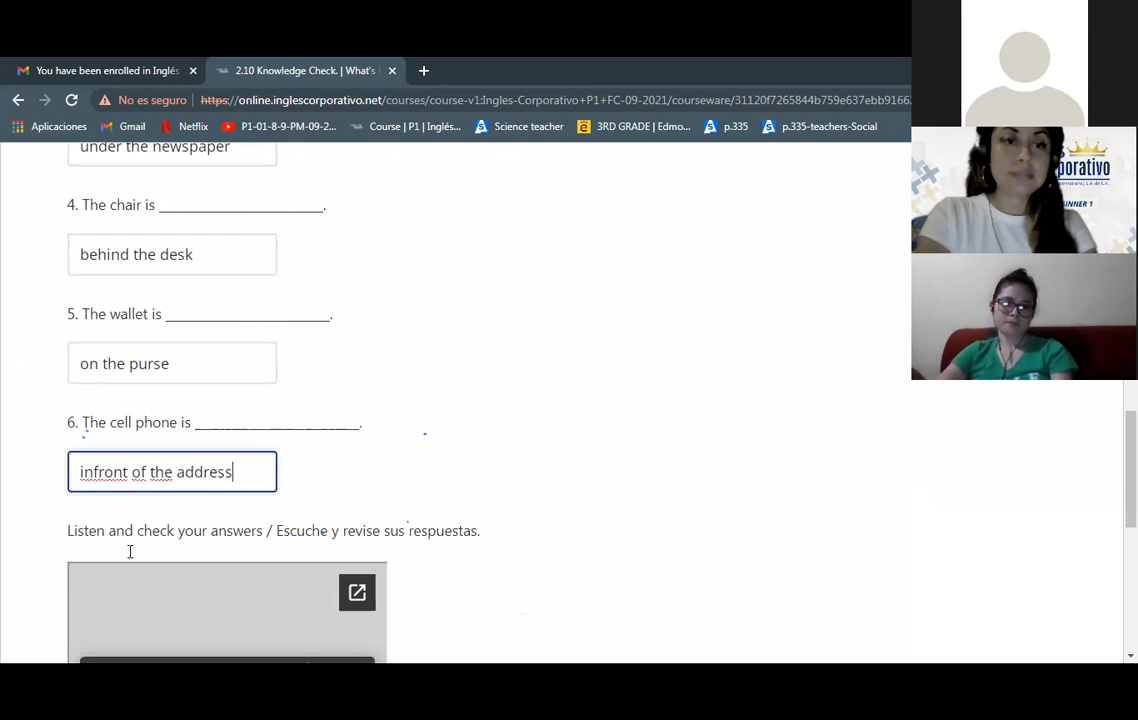 You have been enrolled in Inglés
2.10 Knowledge Check. | What's t
No es seguro
https://online.inglescorporativo.net/courses/course-v1:Ingles-Corporativo+P1+FC-09-2021/courseware/31120f7265844b759e637ebb9166
Aplicaciones
Gmail
Netflix
P1-01-8-9-PM-09-2...
Course | P1 | Inglés...
Science teacher
3RD GRADE | Edmo...
p.335
p.335-teachers-Social
under the newspaper
4. The chair is ________________________.
behind the desk
5. The wallet is ________________________.
on the purse
6. The cell phone is ________________________.
infront of the address
Listen and check your answers / Escuche y revise sus respuestas.
porativo
INNER 1